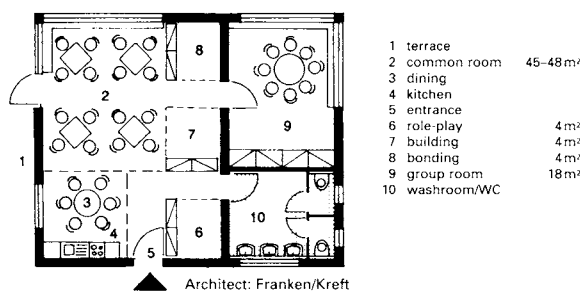 8
2
9
7
1
3
4
10
6
5
Architect: Franken/Kreft
1 terrace
2 common room 45–48 m²
3 dining
4 kitchen
5 entrance
6 role-play 4 m²
7 building 4 m²
8 bonding 4 m²
9 group room 18 m²
10 washroom/WC